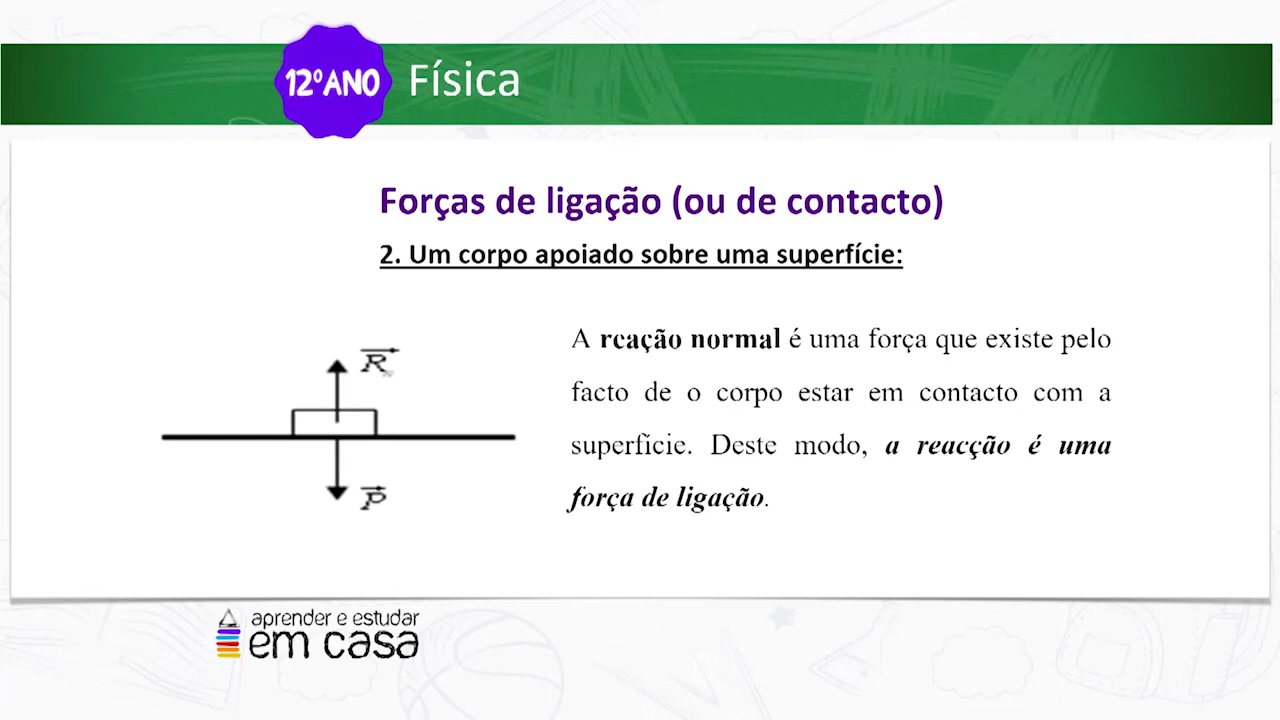 12ºANO Física
Forças de ligação (ou de contacto)
2. Um corpo apoiado sobre uma superfície:
A reação normal é uma força que existe pelo
facto de o corpo estar em contacto com a
superfície. Deste modo, a reacção é uma
força de ligação.
R
P
aprender e estudar
em casa